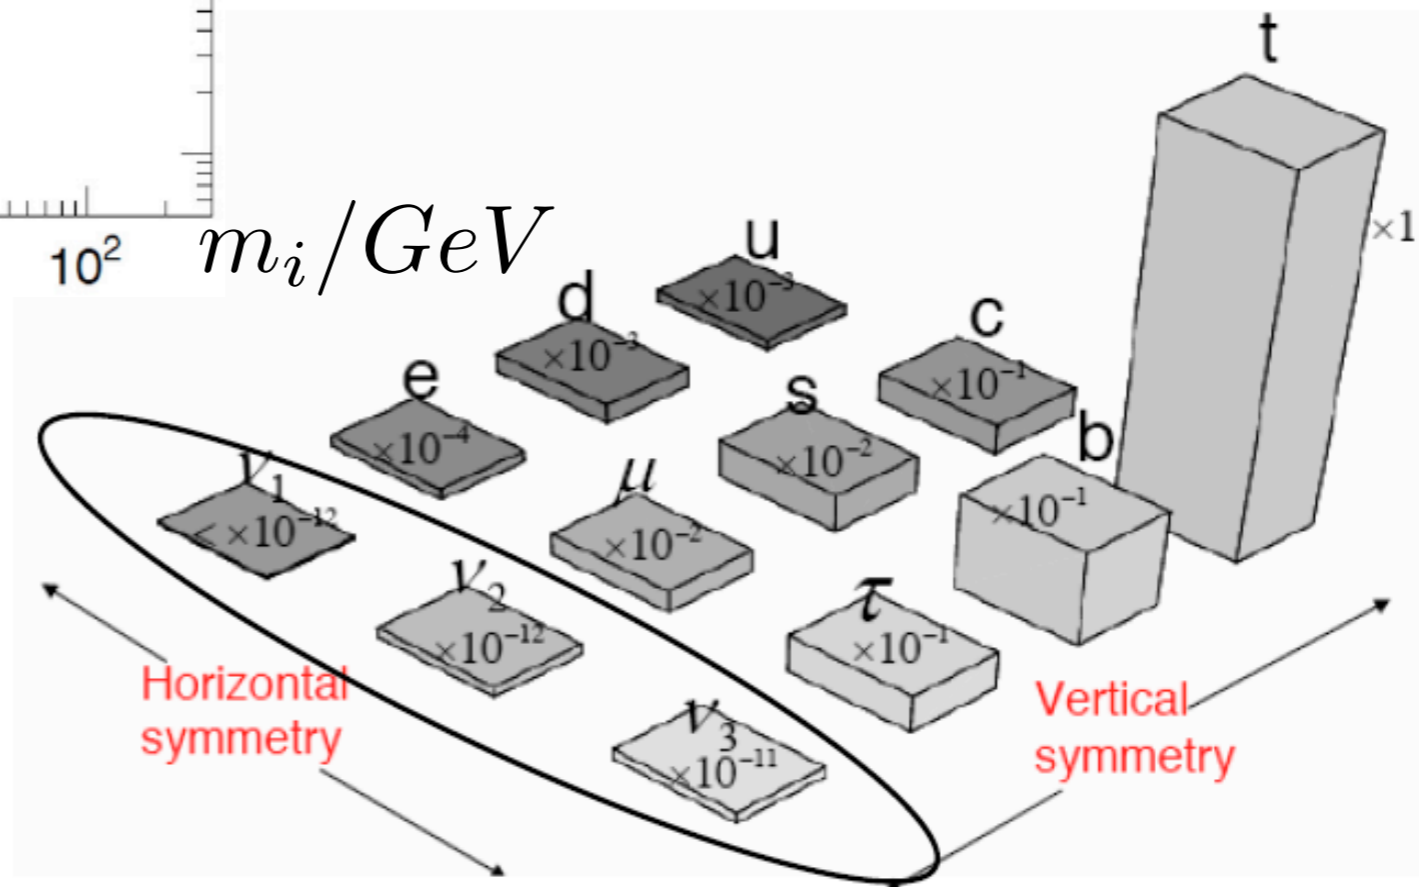 t
×1
10² mᵢ/GeV
u
×10⁻³
d
×10⁻³
c
×10⁻¹
e
×10⁻⁴
s
×10⁻²
b
×10⁻¹
ν₁
< ×10⁻¹²
μ
×10⁻²
ν₂
×10⁻¹²
τ
×10⁻¹
ν₃
×10⁻¹¹
Horizontal
symmetry
Vertical
symmetry